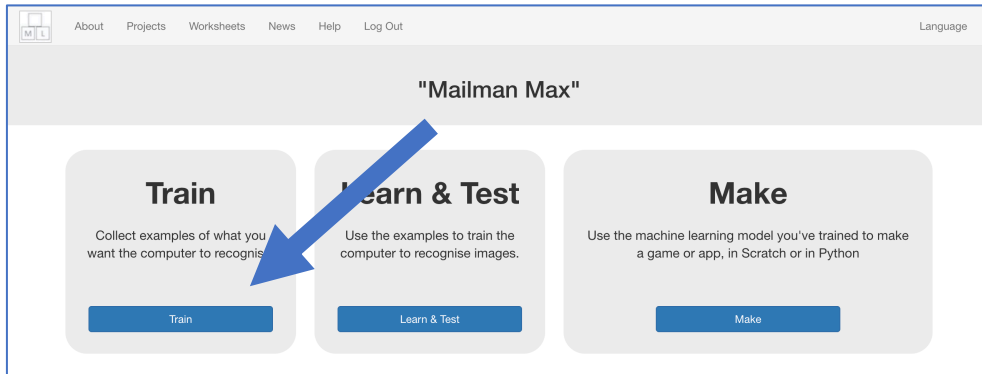 M L
About Projects Worksheets News Help Log Out Language
"Mailman Max"
Train
Collect examples of what you
want the computer to recognis
Train
Learn & Test
Use the examples to train the
computer to recognise images.
Learn & Test
Make
Use the machine learning model you've trained to make
a game or app, in Scratch or in Python
Make